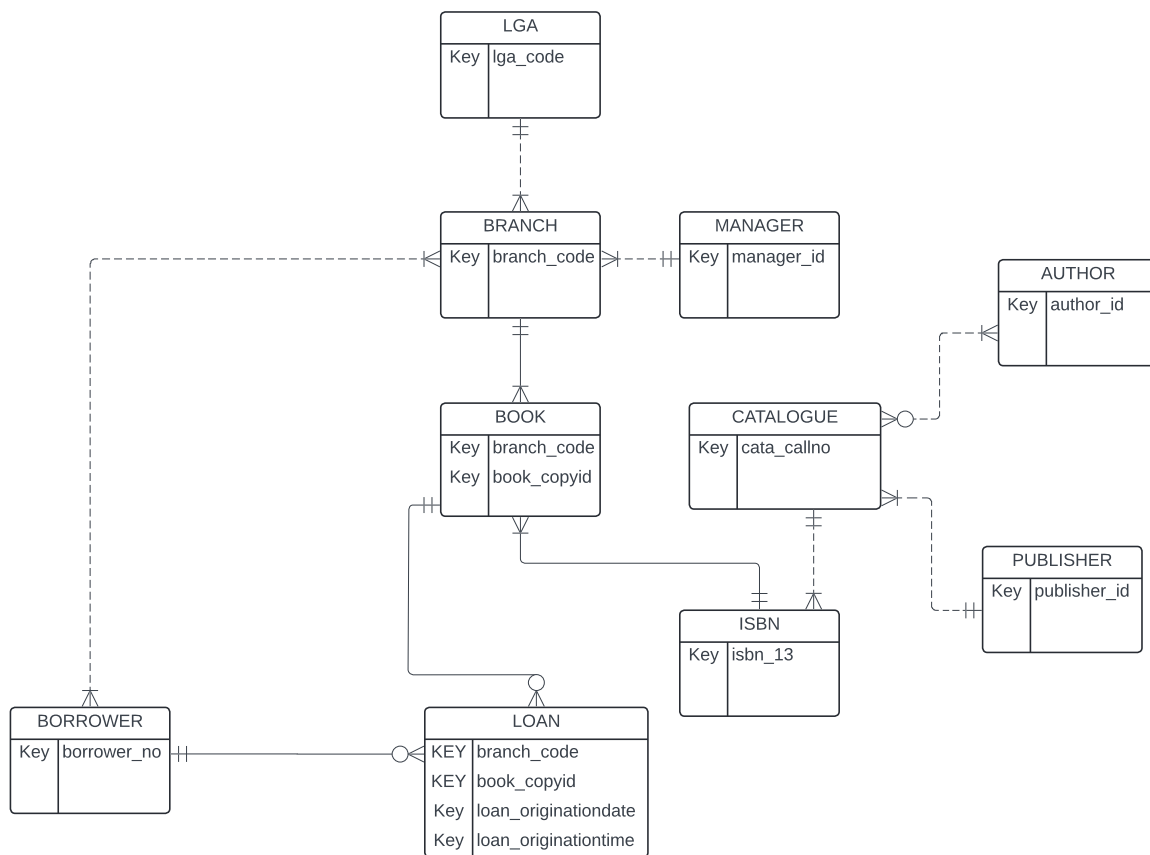 LGA
Key lga_code
BRANCH
Key branch_code
MANAGER
Key manager_id
AUTHOR
Key author_id
BOOK
Key branch_code
Key book_copyid
CATALOGUE
Key cata_callno
PUBLISHER
Key publisher_id
ISBN
Key isbn_13
BORROWER
Key borrower_no
LOAN
KEY branch_code
KEY book_copyid
Key loan_originationdate
Key loan_originationtime